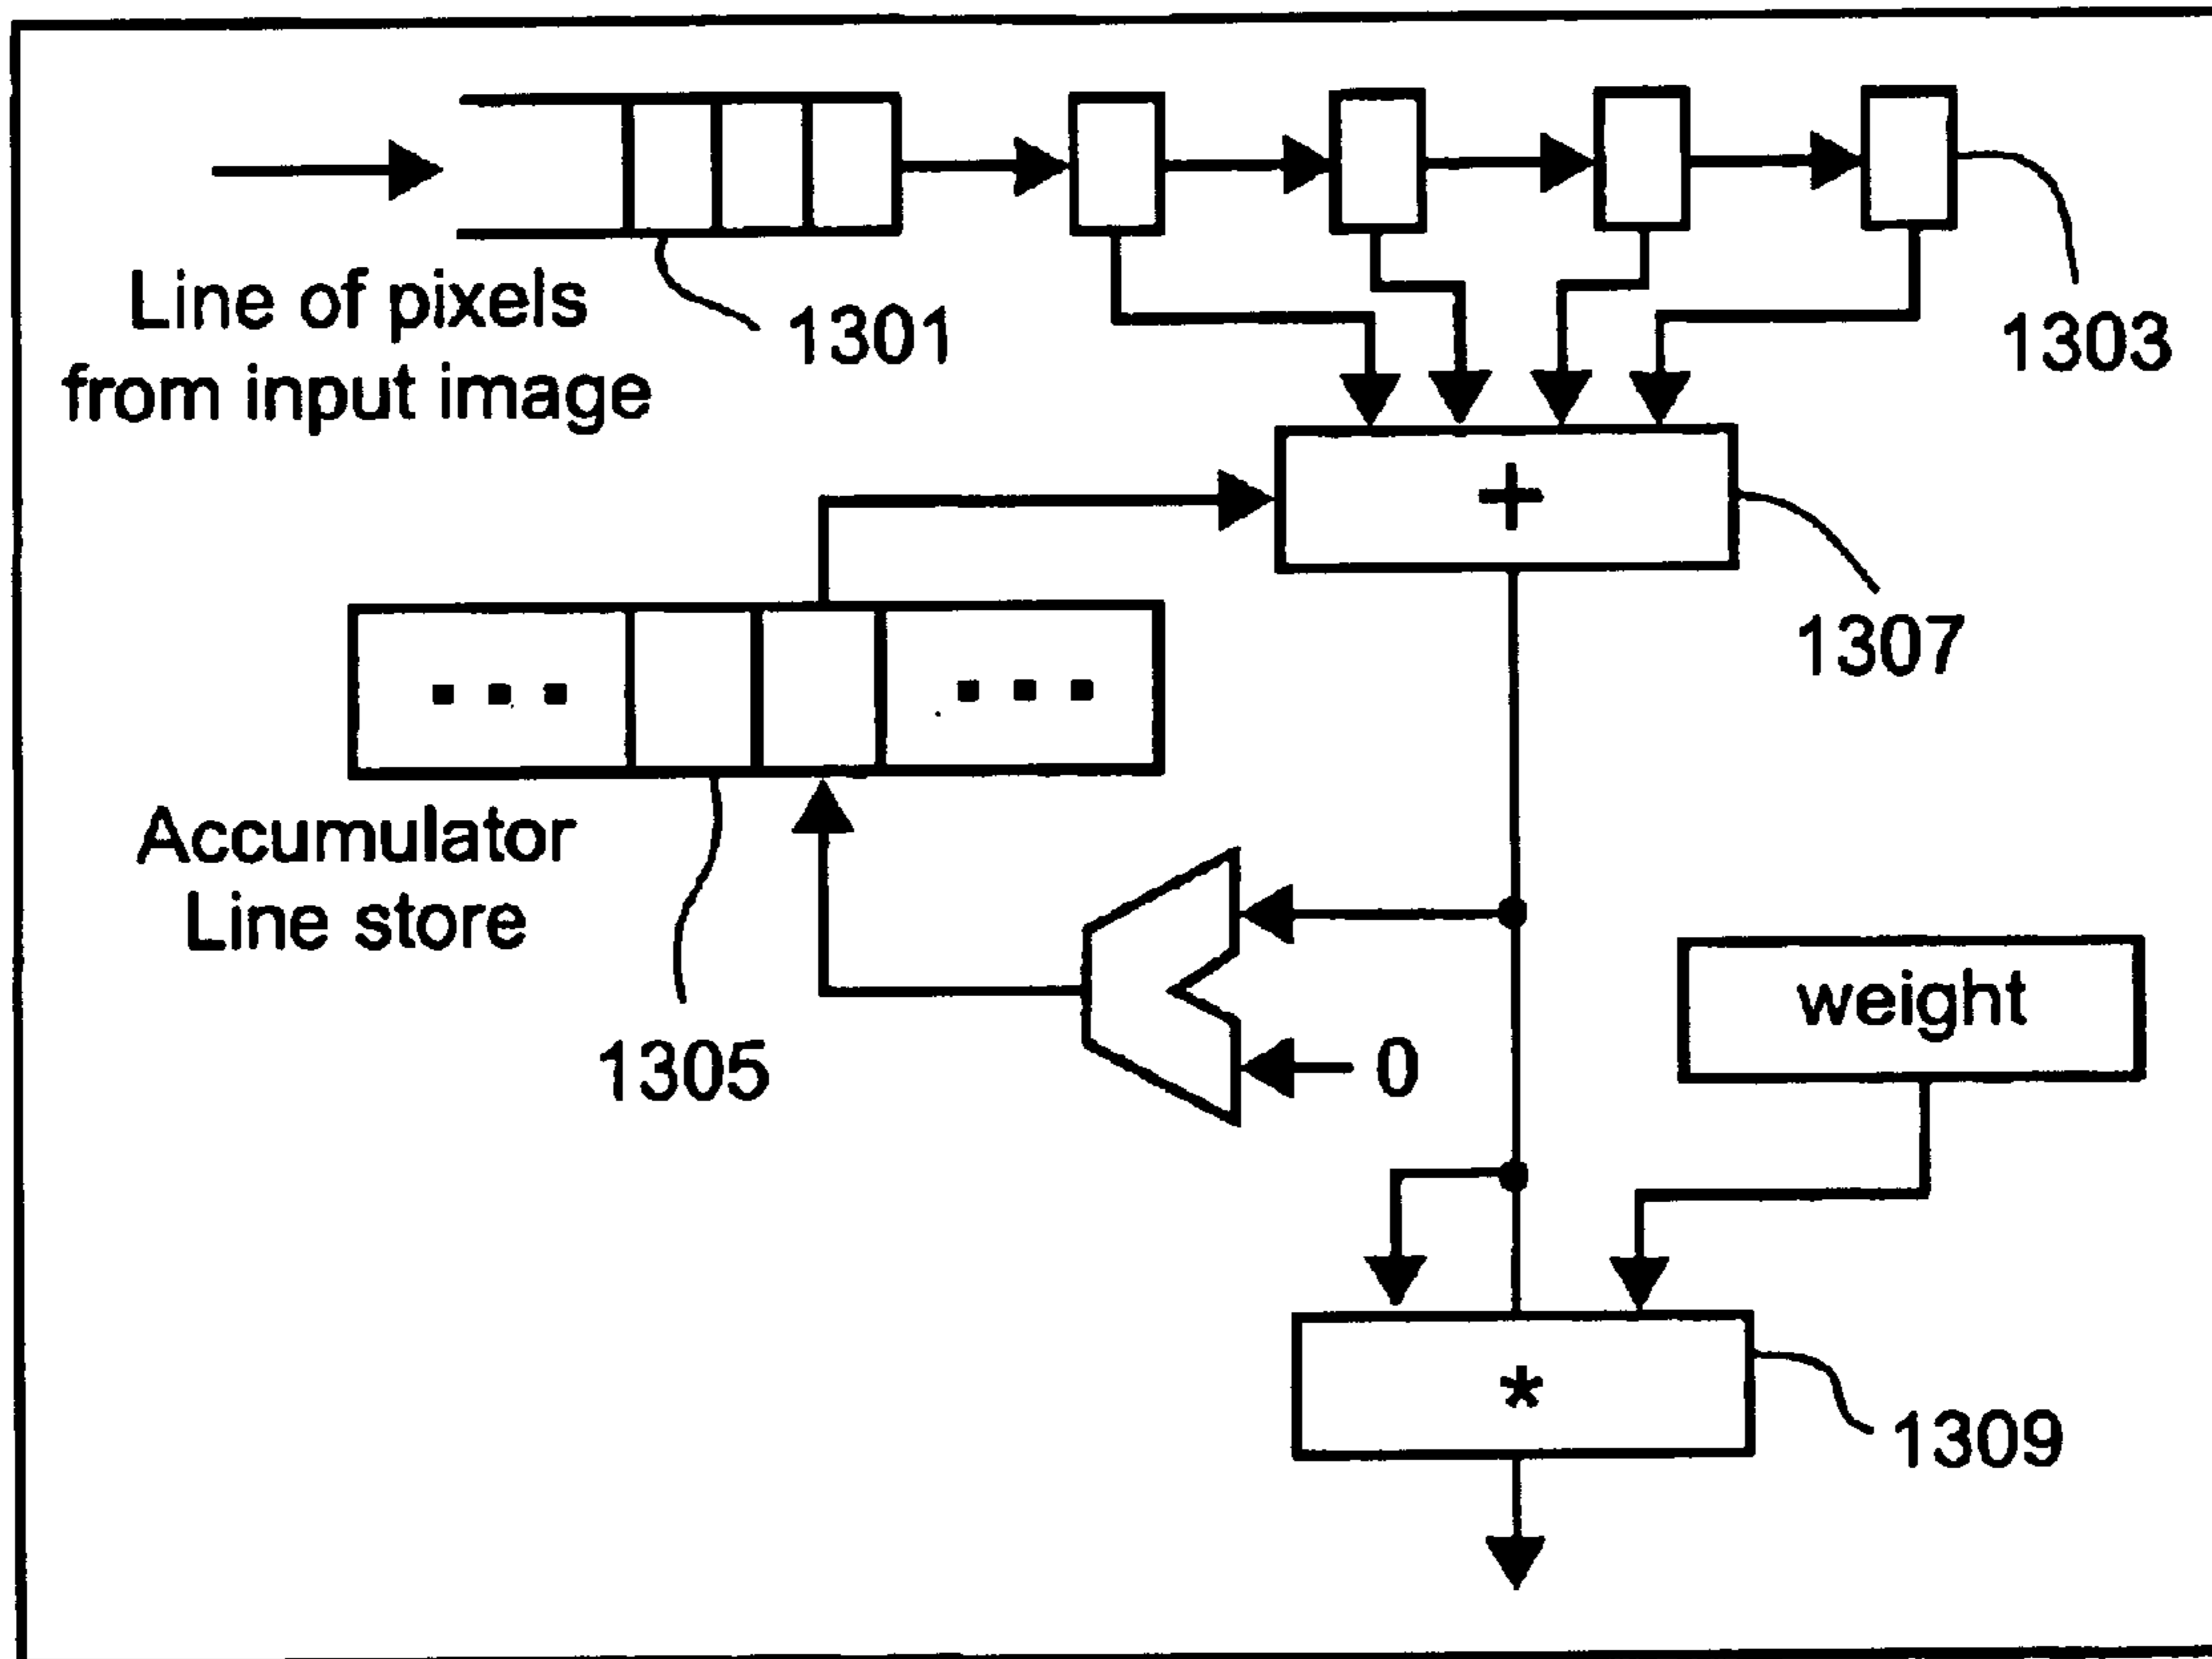 Line of pixels
from input image
1301
1303
+
1307
Accumulator
Line store
1305
0
weight
*
1309